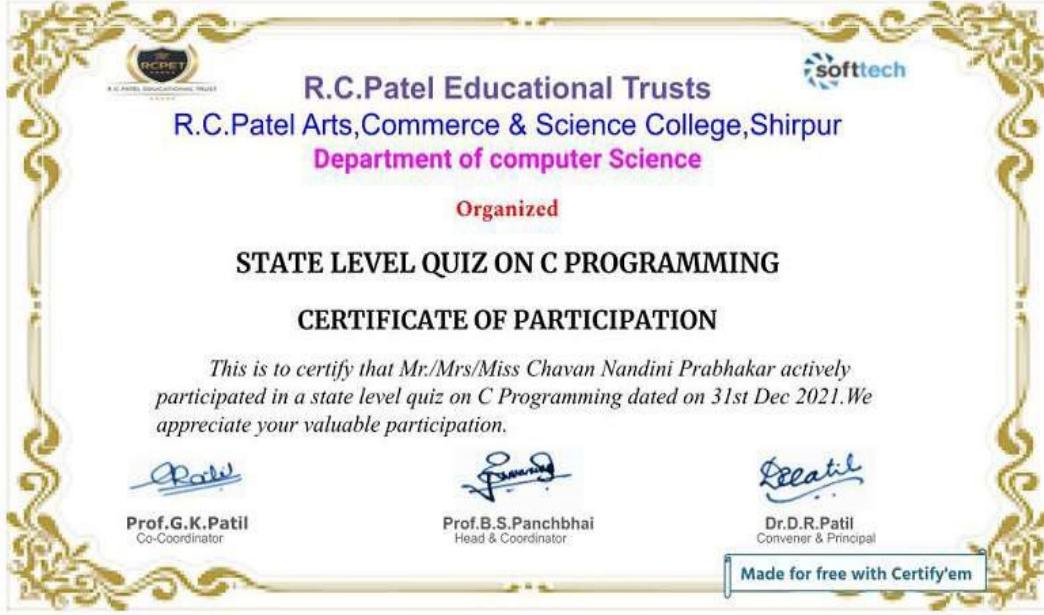 RCPET
R.C.PATEL EDUCATIONAL TRUST
softtech
R.C.Patel Educational Trusts
R.C.Patel Arts,Commerce & Science College,Shirpur
Department of computer Science
Organized
STATE LEVEL QUIZ ON C PROGRAMMING
CERTIFICATE OF PARTICIPATION
This is to certify that Mr./Mrs/Miss Chavan Nandini Prabhakar actively
participated in a state level quiz on C Programming dated on 31st Dec 2021.We
appreciate your valuable participation.
Prof.G.K.Patil
Co-Coordinator
Prof.B.S.Panchbhai
Head & Coordinator
Dr.D.R.Patil
Convener & Principal
Made for free with Certify'em